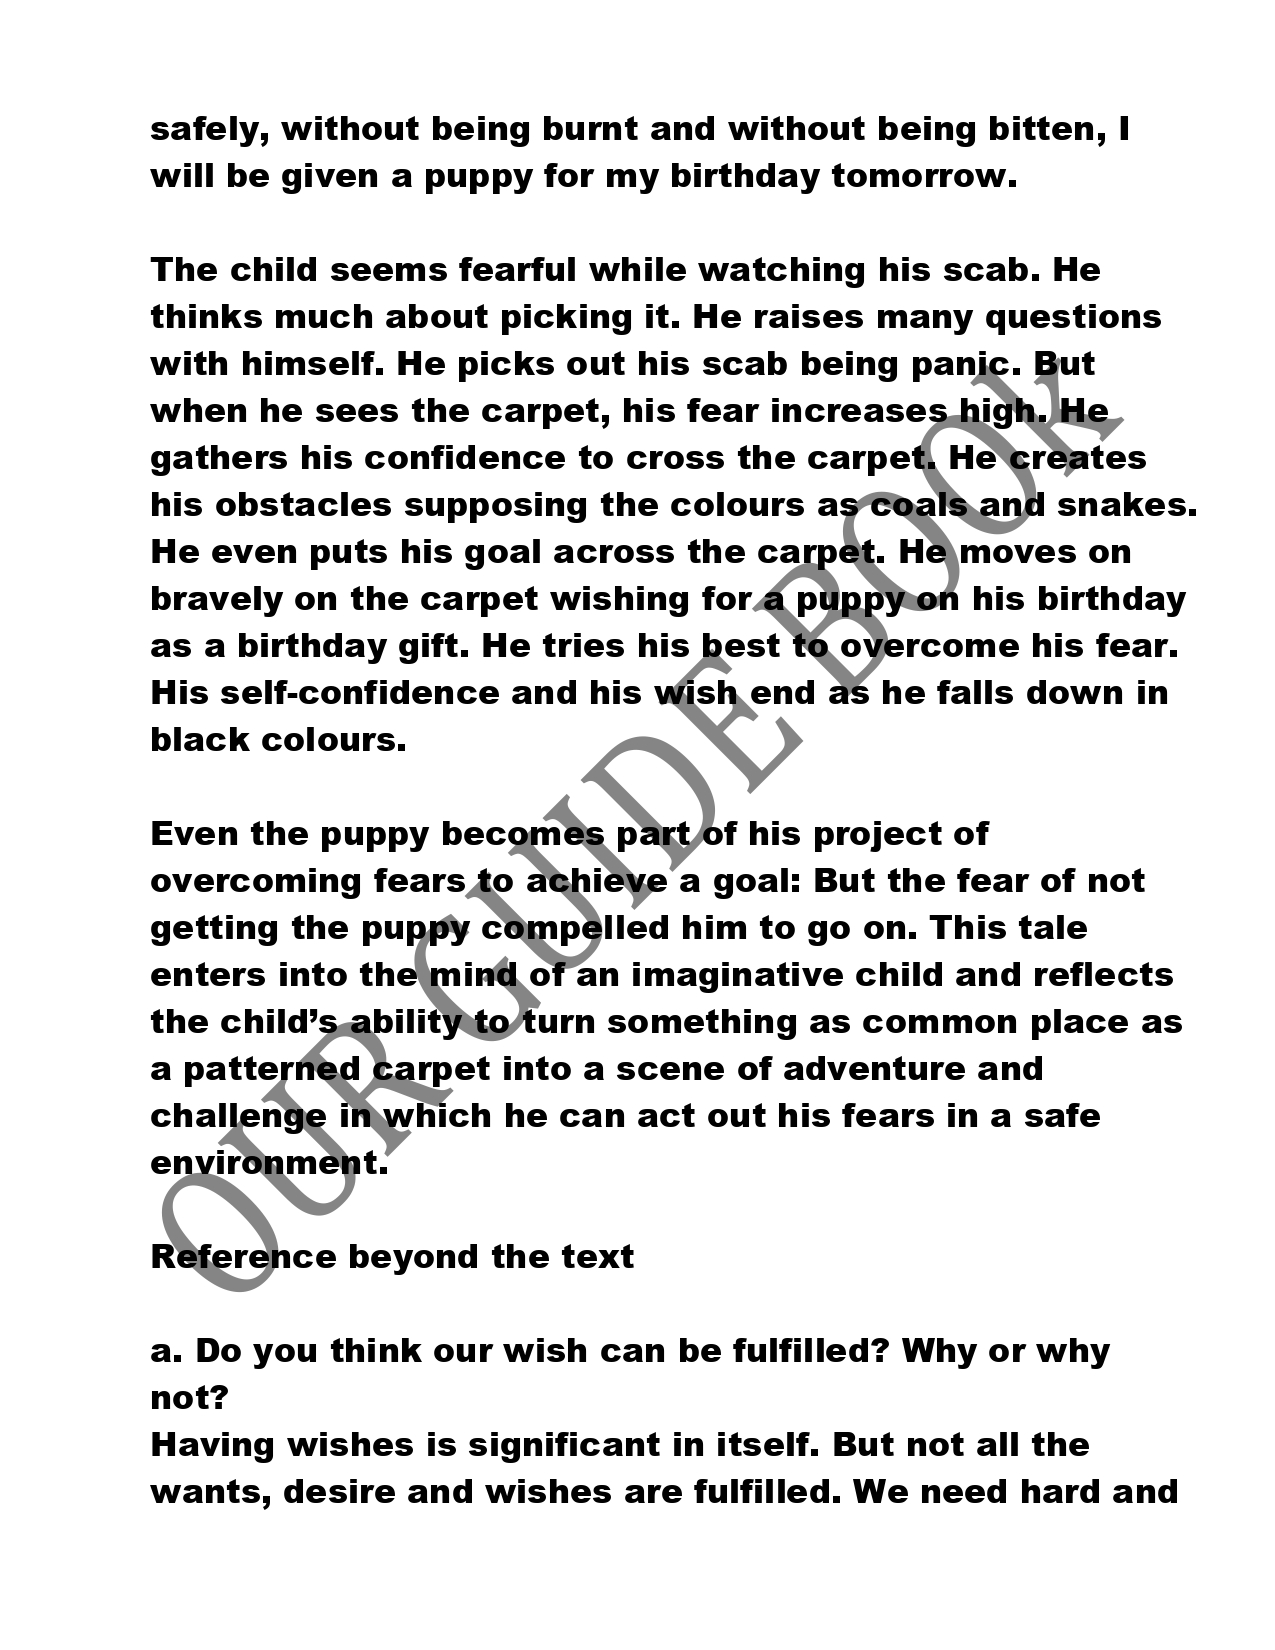 safely, without being burnt and without being bitten, I
will be given a puppy for my birthday tomorrow.
The child seems fearful while watching his scab. He
thinks much about picking it. He raises many questions
with himself. He picks out his scab being panic. But
when he sees the carpet, his fear increases high. He
gathers his confidence to cross the carpet. He creates
his obstacles supposing the colours as coals and snakes.
He even puts his goal across the carpet. He moves on
bravely on the carpet wishing for a puppy on his birthday
as a birthday gift. He tries his best to overcome his fear.
His self-confidence and his wish end as he falls down in
black colours.
Even the puppy becomes part of his project of
overcoming fears to achieve a goal: But the fear of not
getting the puppy compelled him to go on. This tale
enters into the mind of an imaginative child and reflects
the child’s ability to turn something as common place as
a patterned carpet into a scene of adventure and
challenge in which he can act out his fears in a safe
environment.
Reference beyond the text
a. Do you think our wish can be fulfilled? Why or why
not?
Having wishes is significant in itself. But not all the
wants, desire and wishes are fulfilled. We need hard and
OUR GUIDE BOOk